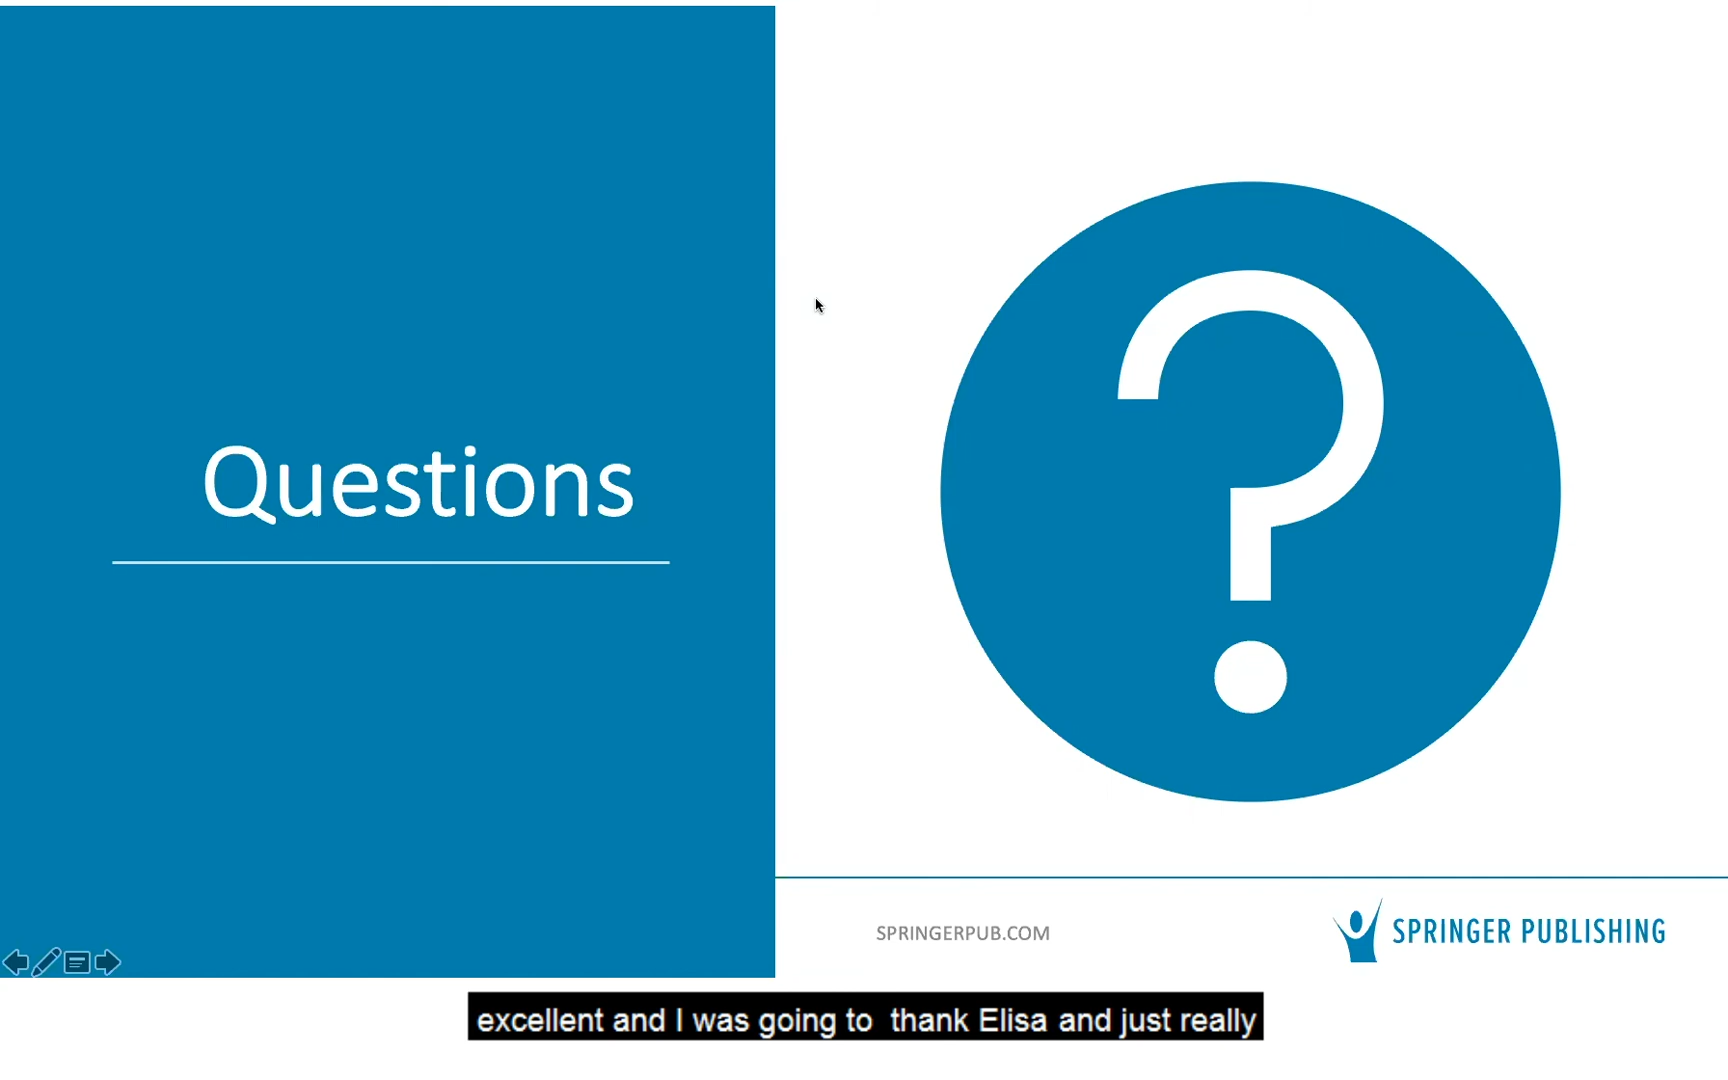 Questions
?
SPRINGERPUB.COM
SPRINGER PUBLISHING
excellent and I was going to  thank Elisa and just really